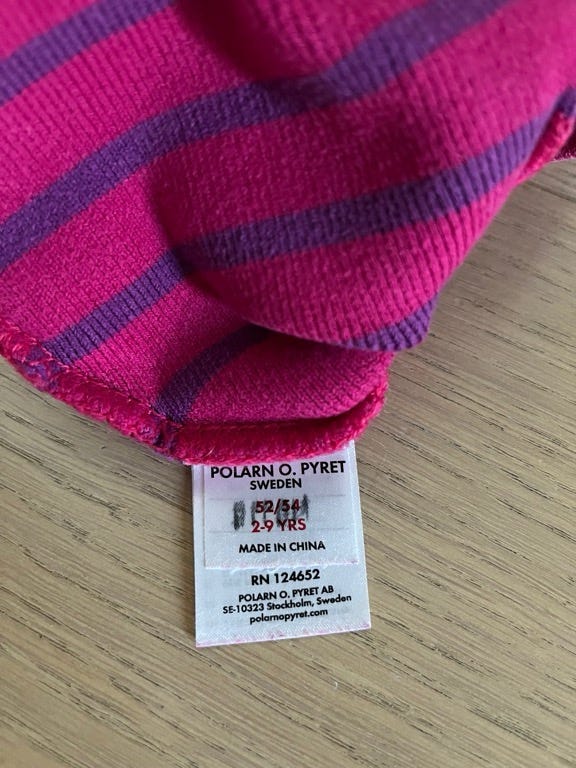 POLARN O. PYRET
SWEDEN
52/54
2-9 YRS
MADE IN CHINA
RN 124652
POLARN O. PYRET AB
SE-10323 Stockholm, Sweden
polarnopyret.com